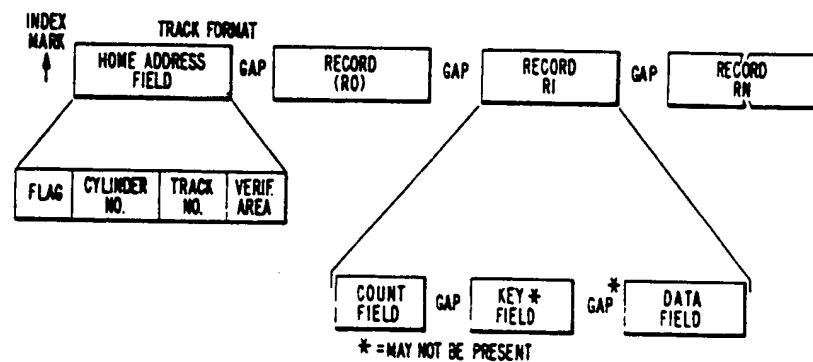 INDEX
MARK
TRACK FORMAT
HOME ADDRESS
FIELD
GAP
RECORD
(RO)
GAP
RECORD
RI
GAP
RECORD
RN
FLAG
CYLINDER
NO.
TRACK
NO.
VERIF.
AREA
COUNT
FIELD
GAP
KEY *
FIELD
GAP *
DATA
FIELD
* = MAY NOT BE PRESENT